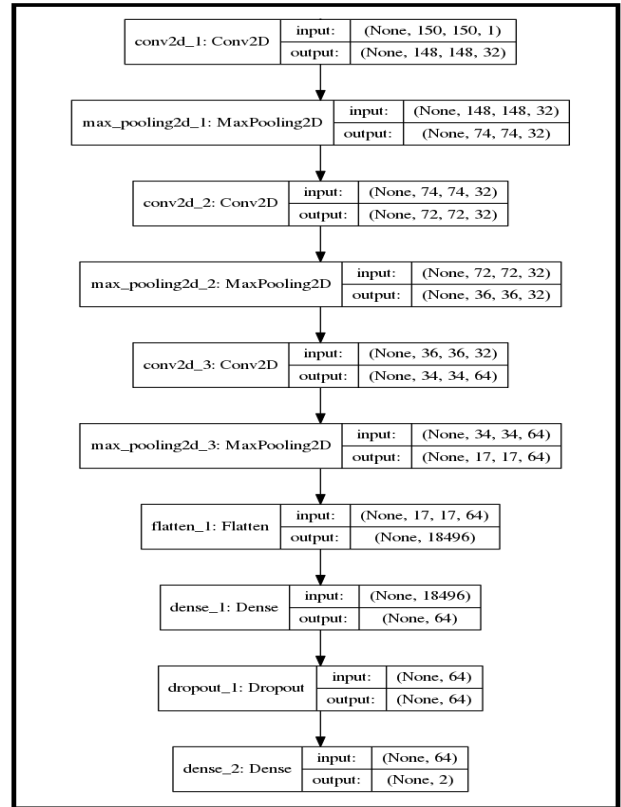 conv2d_1: Conv2D
input: (None, 150, 150, 1)
output: (None, 148, 148, 32)
max_pooling2d_1: MaxPooling2D
input: (None, 148, 148, 32)
output: (None, 74, 74, 32)
conv2d_2: Conv2D
input: (None, 74, 74, 32)
output: (None, 72, 72, 32)
max_pooling2d_2: MaxPooling2D
input: (None, 72, 72, 32)
output: (None, 36, 36, 32)
conv2d_3: Conv2D
input: (None, 36, 36, 32)
output: (None, 34, 34, 64)
max_pooling2d_3: MaxPooling2D
input: (None, 34, 34, 64)
output: (None, 17, 17, 64)
flatten_1: Flatten
input: (None, 17, 17, 64)
output: (None, 18496)
dense_1: Dense
input: (None, 18496)
output: (None, 64)
dropout_1: Dropout
input: (None, 64)
output: (None, 64)
dense_2: Dense
input: (None, 64)
output: (None, 2)